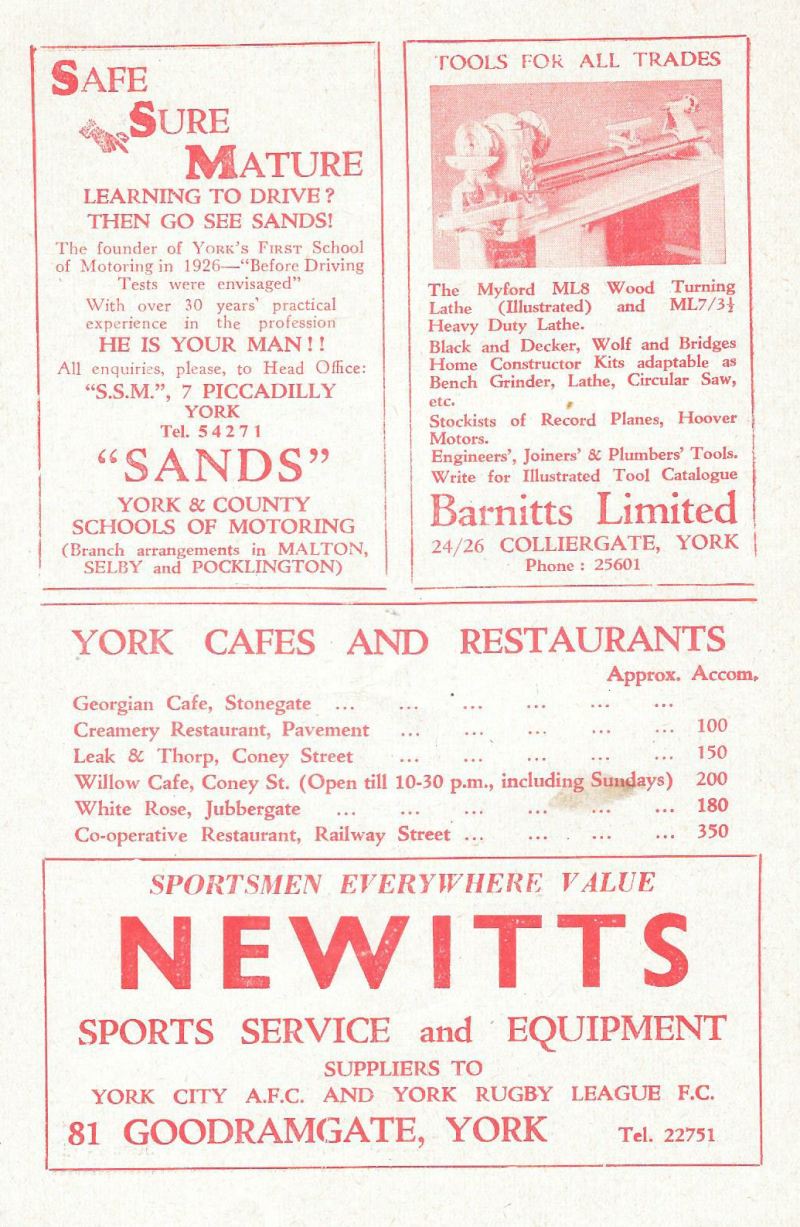 SAFE
SURE
MATURE
LEARNING TO DRIVE?
THEN GO SEE SANDS!
The founder of YORK'S FIRST School
of Motoring in 1926—"Before Driving
Tests were envisaged"
With over 30 years' practical
experience in the profession
HE IS YOUR MAN!!
All enquiries, please, to Head Office:
"S.S.M.", 7 PICCADILLY
YORK
Tel. 54271
"SANDS"
YORK & COUNTY
SCHOOLS OF MOTORING
(Branch arrangements in MALTON,
SELBY and POCKLINGTON)
TOOLS FOR ALL TRADES
The Myford ML8 Wood Turning
Lathe (Illustrated) and ML7/3½
Heavy Duty Lathe.
Black and Decker, Wolf and Bridges
Home Constructor Kits adaptable as
Bench Grinder, Lathe, Circular Saw,
etc.
Stockists of Record Planes, Hoover
Motors.
Engineers', Joiners' & Plumbers' Tools.
Write for Illustrated Tool Catalogue
Barnitts Limited
24/26 COLLIERGATE, YORK
Phone : 25601
YORK CAFES AND RESTAURANTS
Approx. Accom.
Georgian Cafe, Stonegate ... ... ... ... ... ...
Creamery Restaurant, Pavement ... ... ... ... ... 100
Leak & Thorp, Coney Street ... ... ... ... ... 150
Willow Cafe, Coney St. (Open till 10-30 p.m., including Sundays) 200
White Rose, Jubbergate ... ... ... ... ... ... 180
Co-operative Restaurant, Railway Street ... ... ... ... 350
SPORTSMEN EVERYWHERE VALUE
NEWITTS
SPORTS SERVICE and EQUIPMENT
SUPPLIERS TO
YORK CITY A.F.C. AND YORK RUGBY LEAGUE F.C.
81 GOODRAMGATE, YORK Tel. 22751